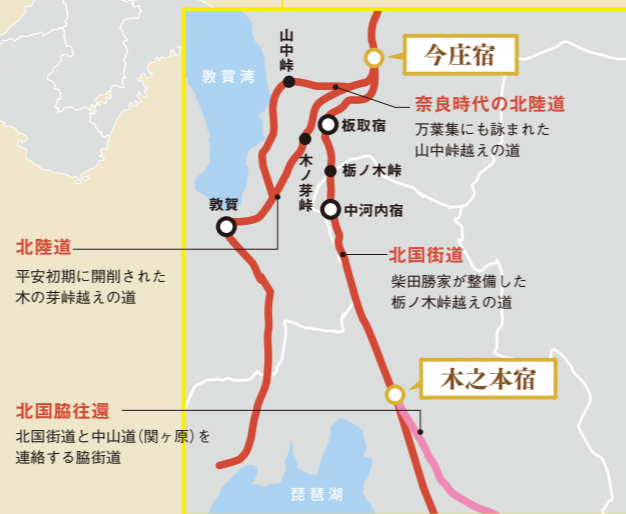 今庄宿
山中峠
敦賀湾
奈良時代の北陸道
万葉集にも詠まれた
山中峠越えの道
板取宿
木ノ芽峠
栃ノ木峠
敦賀
中河内宿
北陸道
平安初期に開削された
木の芽峠越えの道
北国街道
柴田勝家が整備した
栃ノ木峠越えの道
木之本宿
北国脇往還
北国街道と中山道(関ヶ原)を
連絡する脇街道
琵琶湖